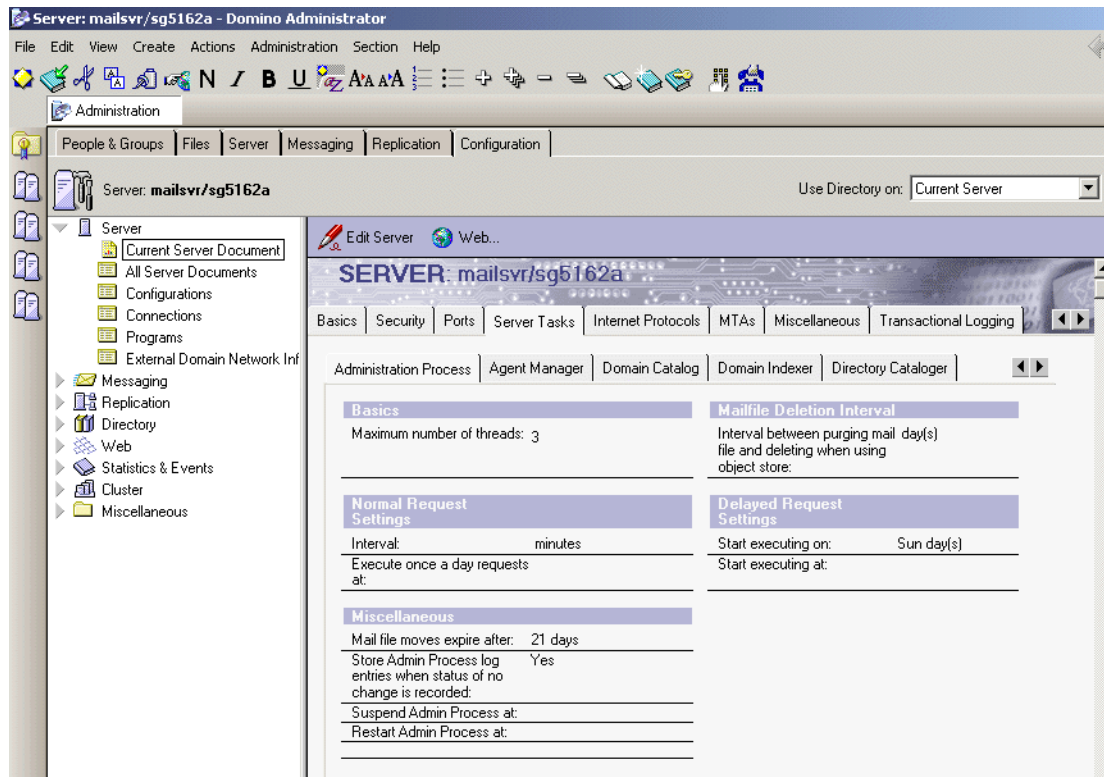 Server: mailsvr/sg5162a - Domino Administrator
File Edit View Create Actions Administration Section Help
N I B U
Administration
People & Groups Files Server Messaging Replication Configuration
Server: mailsvr/sg5162a Use Directory on: Current Server
Server
Current Server Document
All Server Documents
Configurations
Connections
Programs
External Domain Network Inf
Messaging
Replication
Directory
Web
Statistics & Events
Cluster
Miscellaneous
Edit Server Web...
SERVER: mailsvr/sg5162a
Basics Security Ports Server Tasks Internet Protocols MTAs Miscellaneous Transactional Logging
Administration Process Agent Manager Domain Catalog Domain Indexer Directory Cataloger
Basics
Maximum number of threads: 3
Mailfile Deletion Interval
Interval between purging mail day(s)
file and deleting when using
object store:
Normal Request
Settings
Interval: minutes
Execute once a day requests
at:
Delayed Request
Settings
Start executing on: Sun day(s)
Start executing at:
Miscellaneous
Mail file moves expire after: 21 days
Store Admin Process log Yes
entries when status of no
change is recorded:
Suspend Admin Process at:
Restart Admin Process at: